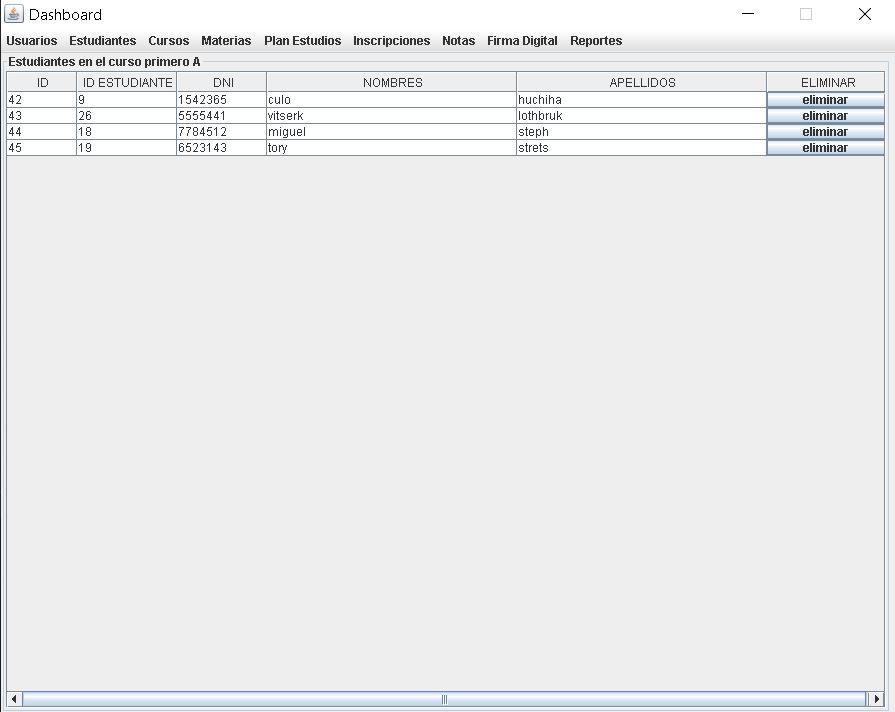 Dashboard
Usuarios Estudiantes Cursos Materias Plan Estudios Inscripciones Notas Firma Digital Reportes
Estudiantes en el curso primero A
ID ID ESTUDIANTE DNI NOMBRES APELLIDOS ELIMINAR
42 9 1542365 culo huchiha eliminar
43 26 5555441 vitserk lothbruk eliminar
44 18 7784512 miguel steph eliminar
45 19 6523143 tory strets eliminar